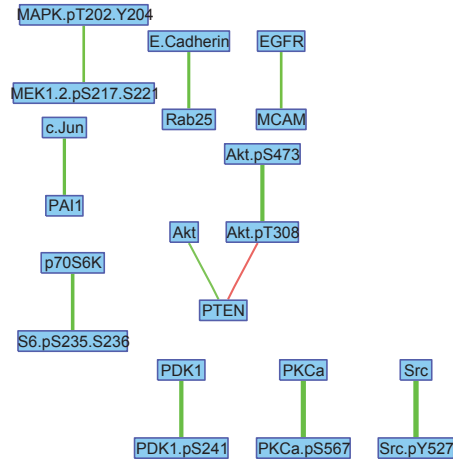 MAPK.pT202.Y204
E.Cadherin
EGFR
MEK1.2.pS217.S221
Rab25
MCAM
c.Jun
Akt.pS473
PAI1
Akt
Akt.pT308
p70S6K
PTEN
S6.pS235.S236
PDK1
PKCa
Src
PDK1.pS241
PKCa.pS567
Src.pY527